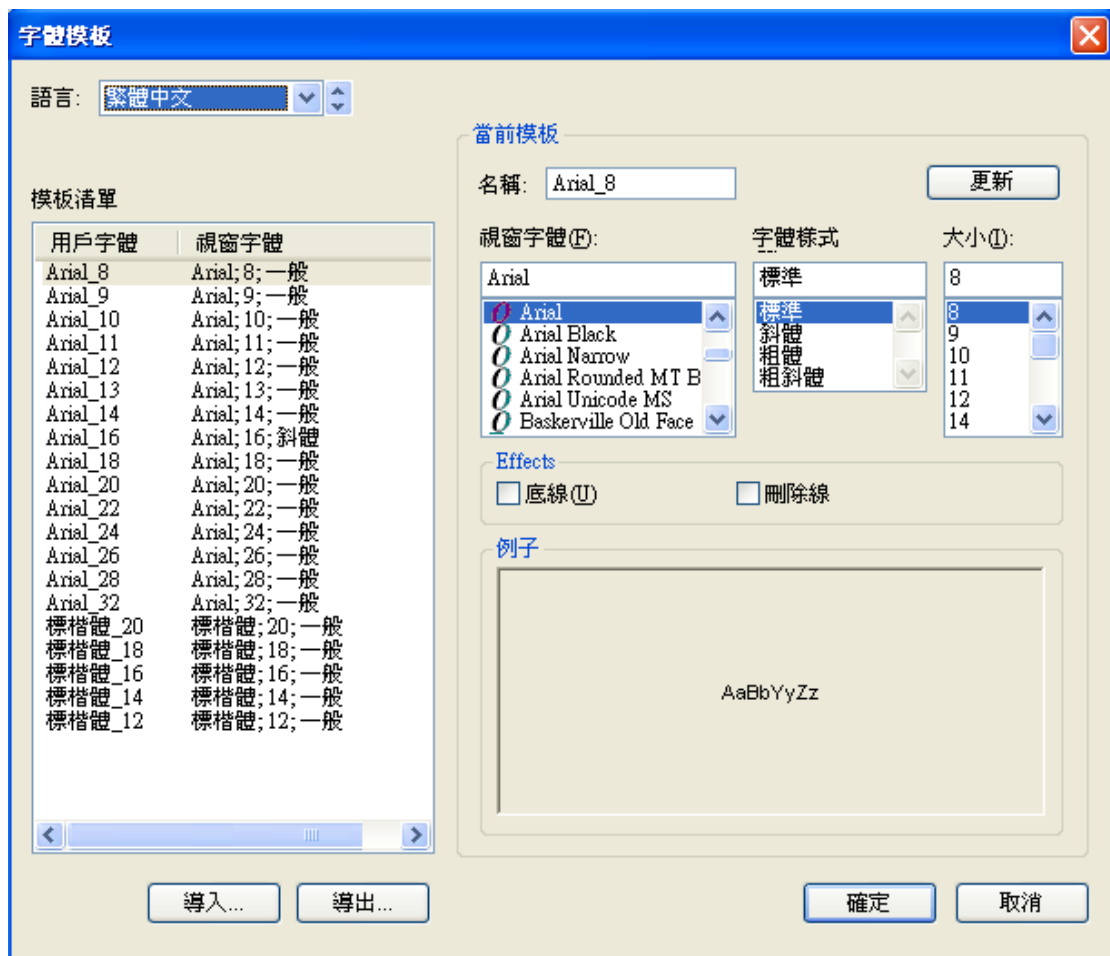 字體模板
語言: 繁體中文
模板清單
用戶字體 視窗字體
Arial_8 Arial; 8; 一般
Arial_9 Arial; 9; 一般
Arial_10 Arial; 10; 一般
Arial_11 Arial; 11; 一般
Arial_12 Arial; 12; 一般
Arial_13 Arial; 13; 一般
Arial_14 Arial; 14; 一般
Arial_16 Arial; 16; 斜體
Arial_18 Arial; 18; 一般
Arial_20 Arial; 20; 一般
Arial_22 Arial; 22; 一般
Arial_24 Arial; 24; 一般
Arial_26 Arial; 26; 一般
Arial_28 Arial; 28; 一般
Arial_32 Arial; 32; 一般
標楷體_20 標楷體; 20; 一般
標楷體_18 標楷體; 18; 一般
標楷體_16 標楷體; 16; 一般
標楷體_14 標楷體; 14; 一般
標楷體_12 標楷體; 12; 一般
導入... 導出...
當前模板
名稱: Arial_8 更新
視窗字體(F): 字體樣式 大小(I):
Arial 標準 8
Arial 標準 8
Arial Black 斜體 9
Arial Narrow 粗體 10
Arial Rounded MT B 粗斜體 11
Arial Unicode MS 12
Baskerville Old Face 14
Effects
底線(U) 刪除線
例子
AaBbYyZz
確定 取消